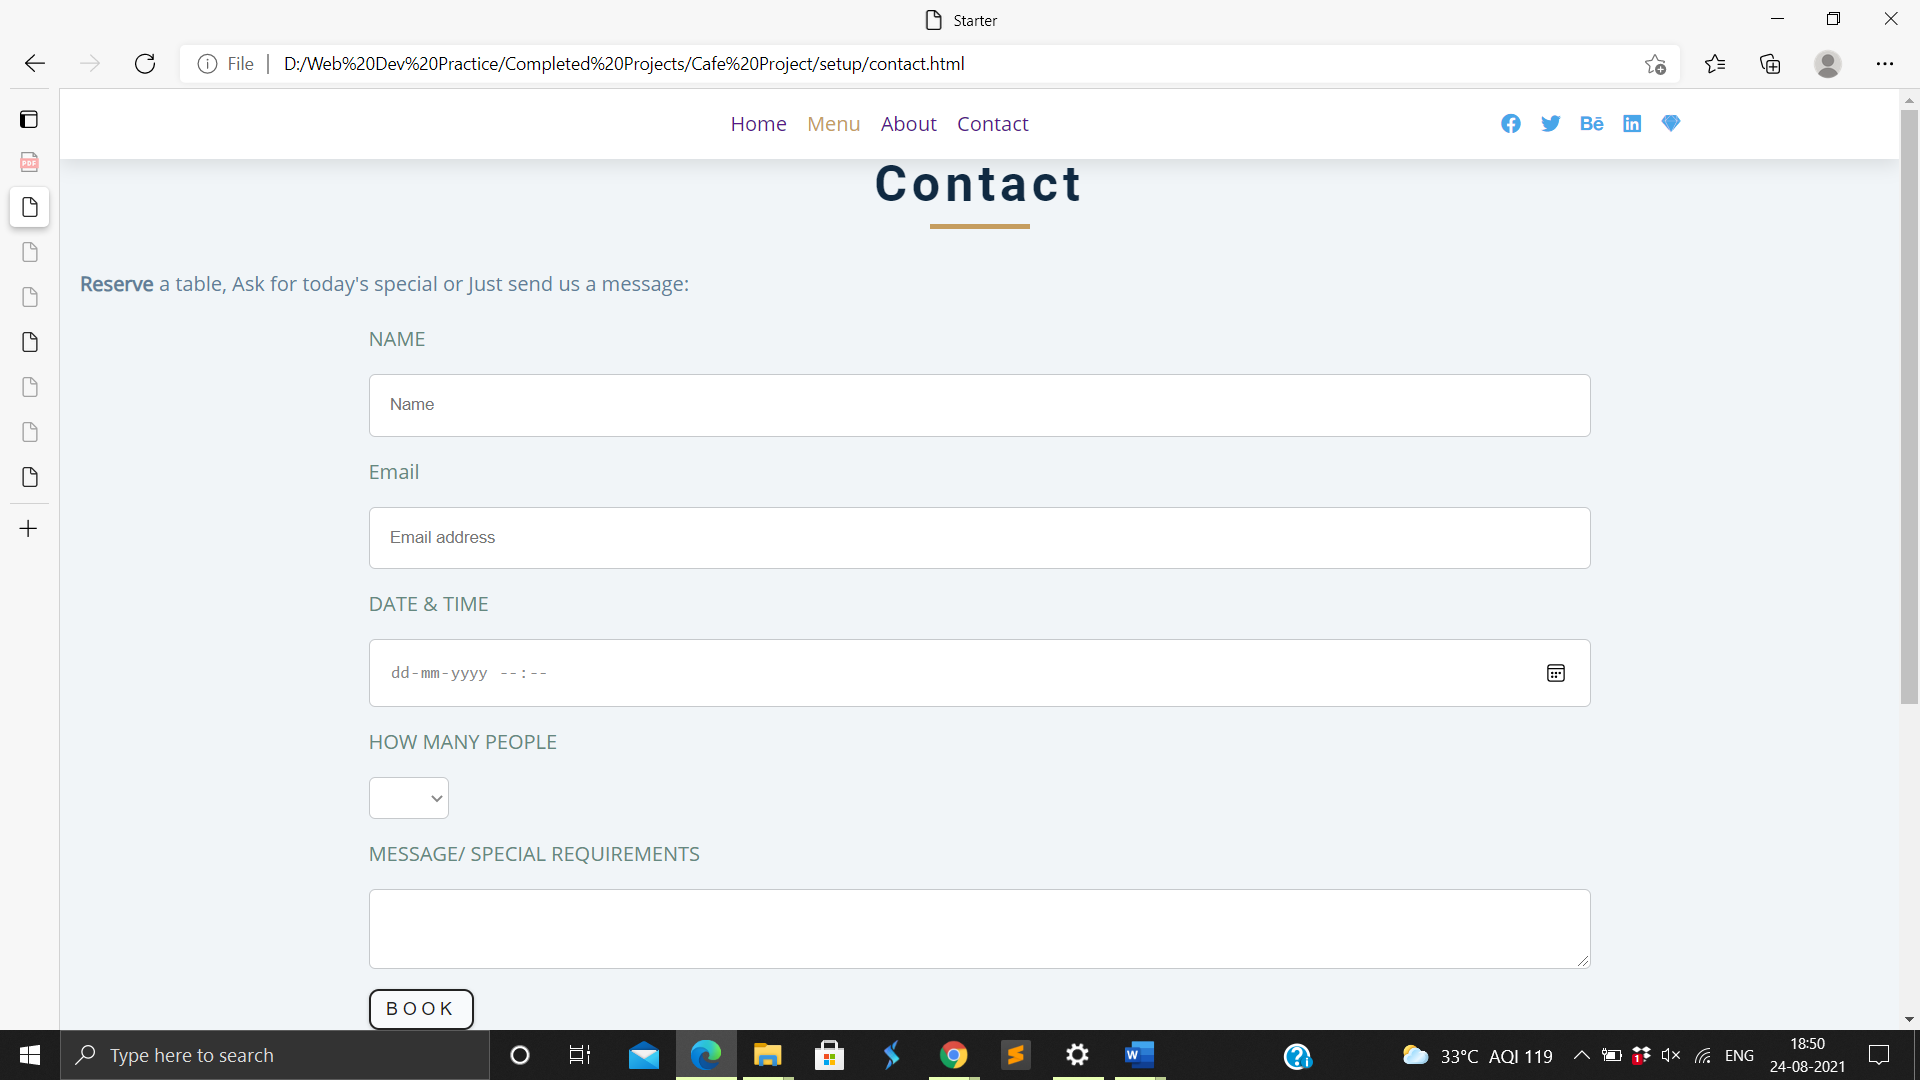 Starter
File | D:/Web%20Dev%20Practice/Completed%20Projects/Cafe%20Project/setup/contact.html
PDF
Home Menu About Contact Bē in
Contact
Reserve a table, Ask for today's special or Just send us a message:
NAME
Name
Email
Email address
DATE & TIME
dd-mm-yyyy --:--
HOW MANY PEOPLE
MESSAGE/ SPECIAL REQUIREMENTS
BOOK
Type here to search
W
33°C AQI 119
1
ENG
18:50
24-08-2021